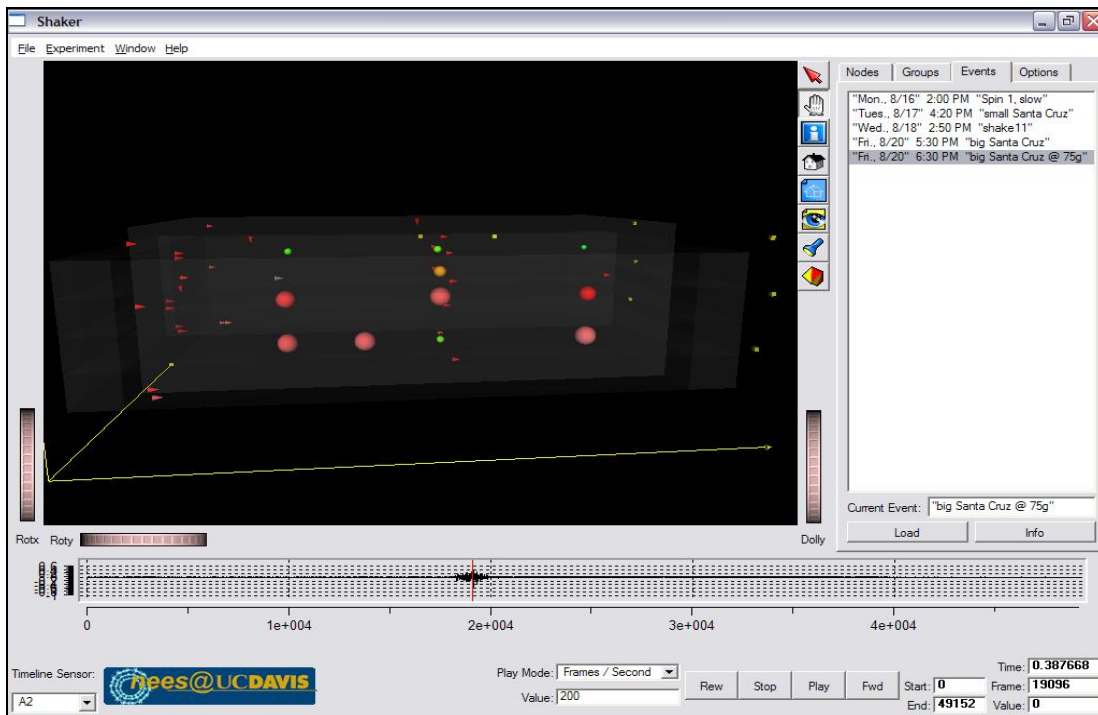 Shaker
File Experiment Window Help
Nodes Groups Events Options
"Mon., 8/16" 2:00 PM "Spin 1, slow"
"Tues., 8/17" 4:20 PM "small Santa Cruz"
"Wed., 8/18" 2:50 PM "shake11"
"Fri., 8/20" 5:30 PM "big Santa Cruz"
"Fri., 8/20" 6:30 PM "big Santa Cruz @ 75g"
Current Event: "big Santa Cruz @ 75g"
Load Info
Rotx Roty Dolly
0 1e+004 2e+004 3e+004 4e+004
Timeline Sensor:
A2
nees@UCDAVIS
Play Mode: Frames / Second
Value: 200
Rew Stop Play Fwd
Start: 0
End: 49152
Time: 0.387668
Frame: 19096
Value: 0